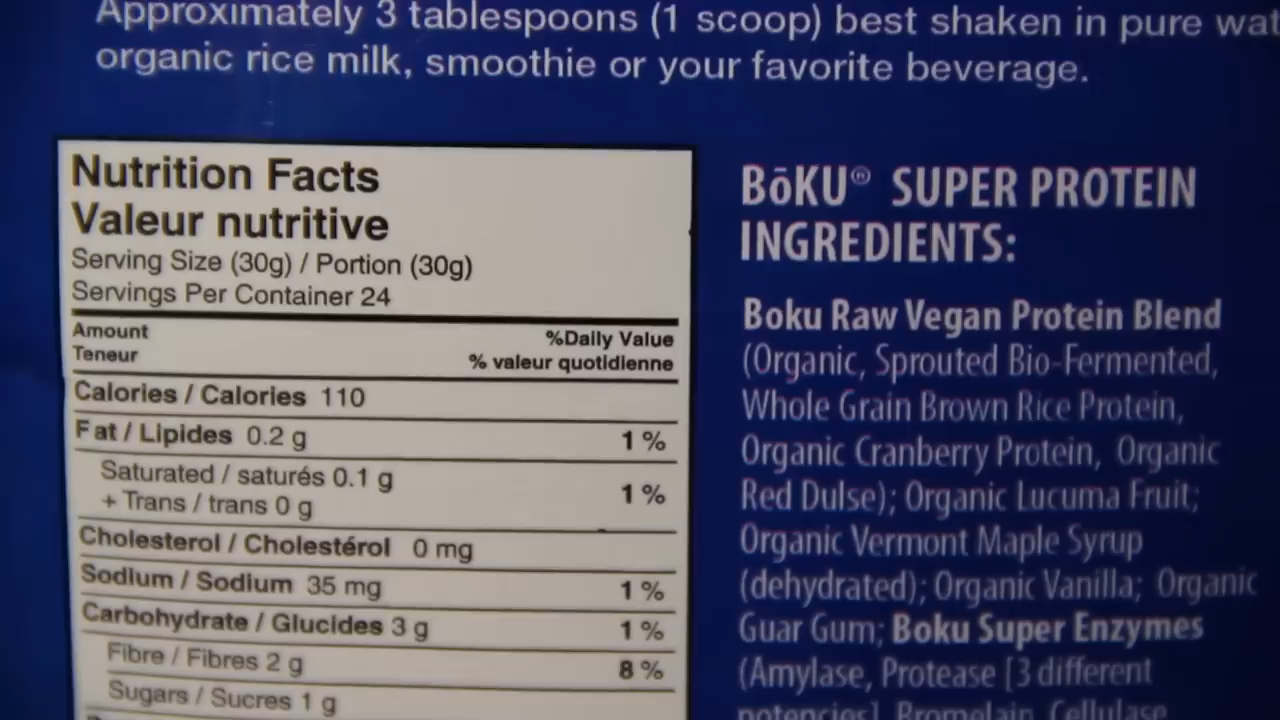 Approximately 3 tablespoons (1 scoop) best shaken in pure
organic rice milk, smoothie or your favorite beverage.
Nutrition Facts
Valeur nutritive
Serving Size (30g) / Portion (30g)
Servings Per Container 24
Amount %Daily Value
Teneur % valeur quotidienne
Calories / Calories 110
Fat / Lipides 0.2 g 1 %
Saturated / saturés 0.1 g
+ Trans / trans 0 g 1 %
Cholesterol / Cholestérol 0 mg
Sodium / Sodium 35 mg 1 %
Carbohydrate / Glucides 3 g 1 %
Fibre / Fibres 2 g 8 %
Sugars / Sucres 1 g
BōKU® SUPER PROTEIN
INGREDIENTS:
Boku Raw Vegan Protein Blend
(Organic, Sprouted Bio-Fermented,
Whole Grain Brown Rice Protein,
Organic Cranberry Protein, Organic
Red Dulse); Organic Lucuma Fruit;
Organic Vermont Maple Syrup
(dehydrated); Organic Vanilla; Organic
Guar Gum; Boku Super Enzymes
(Amylase, Protease [3 different
potencies], Bromelain, Cellulase